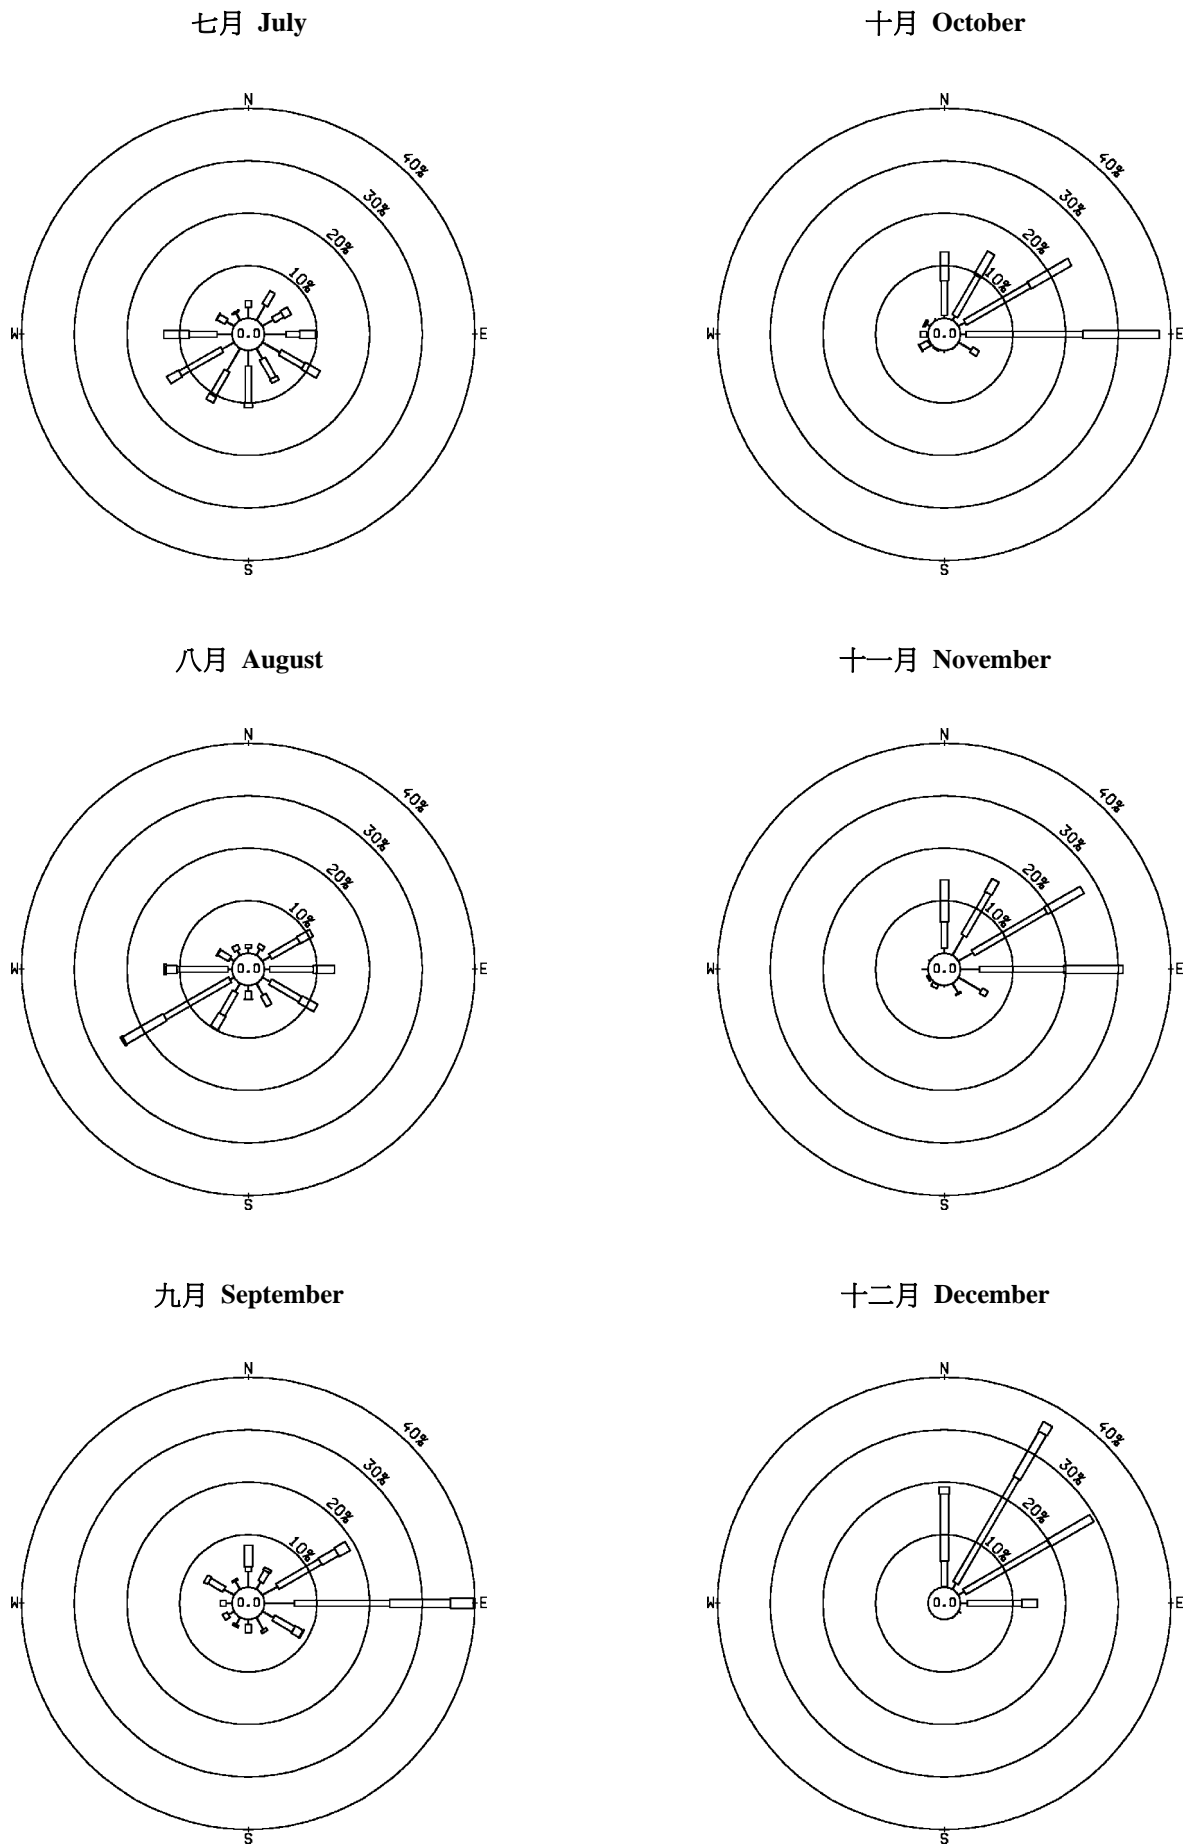 七月 July
N
40%
30%
20%
10%
W
0.0
E
S
十月 October
N
40%
30%
20%
10%
W
0.0
E
S
八月 August
N
40%
30%
20%
10%
W
0.0
E
S
十一月 November
N
40%
30%
20%
10%
W
0.0
E
S
九月 September
N
40%
30%
20%
10%
W
0.0
E
S
十二月 December
N
40%
30%
20%
10%
W
0.0
E
S